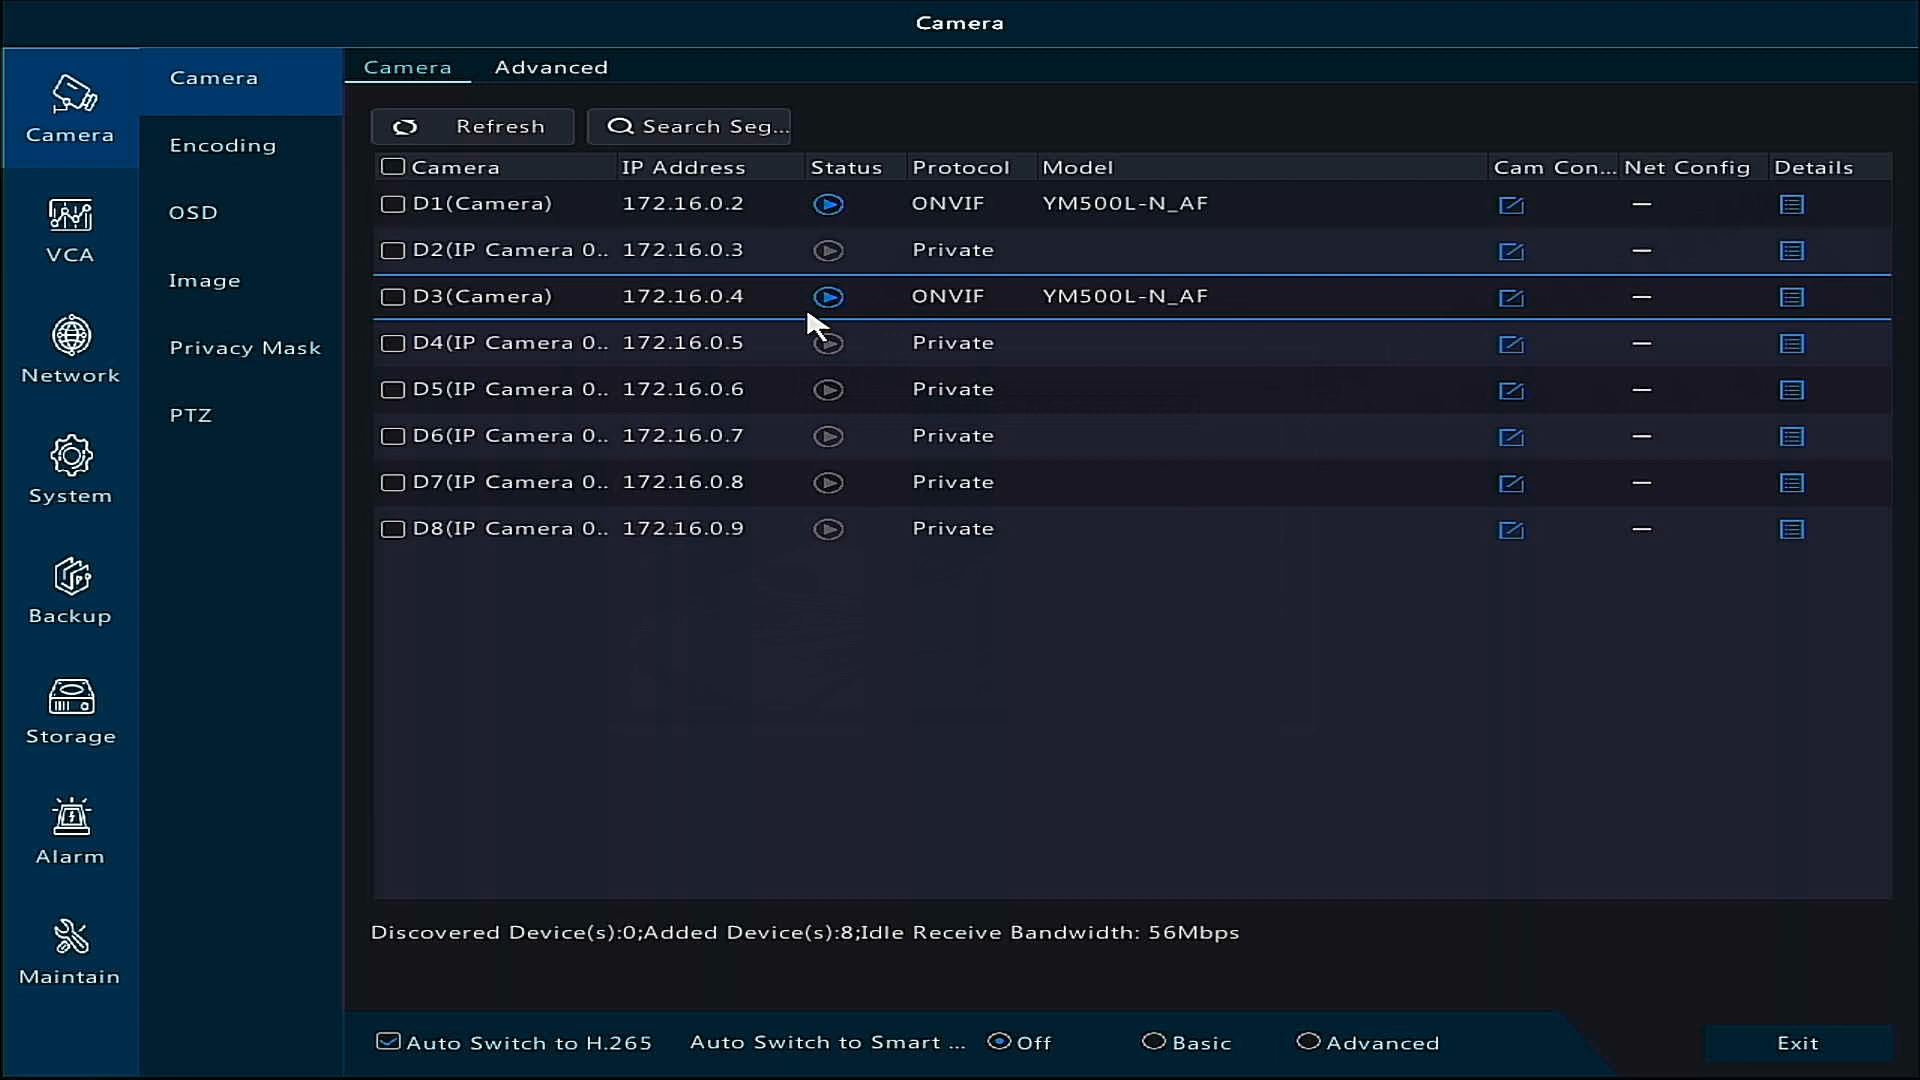 Camera
Camera
VCA
Network
System
Backup
Storage
Alarm
Maintain
Camera
Encoding
OSD
Image
Privacy Mask
PTZ
Camera Advanced
Refresh Search Seg...
Camera IP Address Status Protocol Model Cam Con... Net Config Details
D1(Camera) 172.16.0.2 ONVIF YM500L-N_AF —
D2(IP Camera 0.. 172.16.0.3 Private —
D3(Camera) 172.16.0.4 ONVIF YM500L-N_AF —
D4(IP Camera 0.. 172.16.0.5 Private —
D5(IP Camera 0.. 172.16.0.6 Private —
D6(IP Camera 0.. 172.16.0.7 Private —
D7(IP Camera 0.. 172.16.0.8 Private —
D8(IP Camera 0.. 172.16.0.9 Private —
Discovered Device(s):0;Added Device(s):8;Idle Receive Bandwidth: 56Mbps
Auto Switch to H.265 Auto Switch to Smart ... Off Basic Advanced Exit